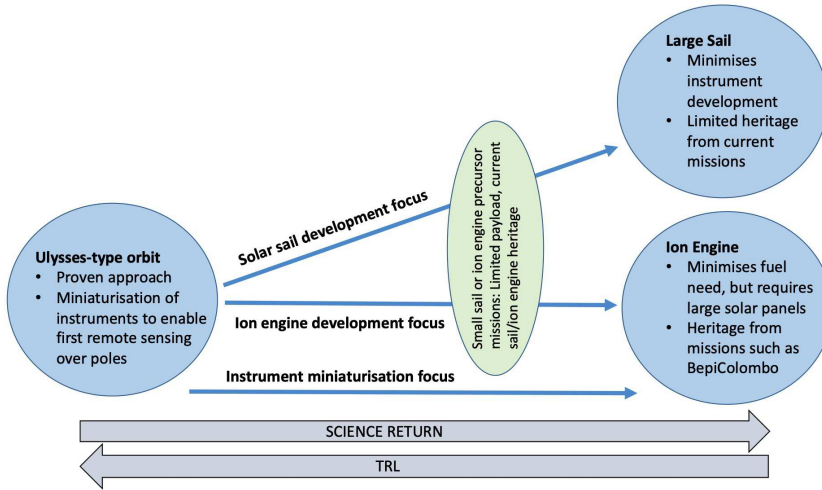 Large Sail
• Minimises
instrument
development
• Limited heritage
from current
missions
Solar sail development focus
Small sail or ion engine precursor
missions: Limited payload, current
sail/ion engine heritage
Ulysses-type orbit
• Proven approach
• Miniaturisation of
instruments to enable
first remote sensing
over poles
Ion engine development focus
Ion Engine
• Minimises fuel
need, but requires
large solar panels
• Heritage from
missions such as
BepiColombo
Instrument miniaturisation focus
SCIENCE RETURN
TRL